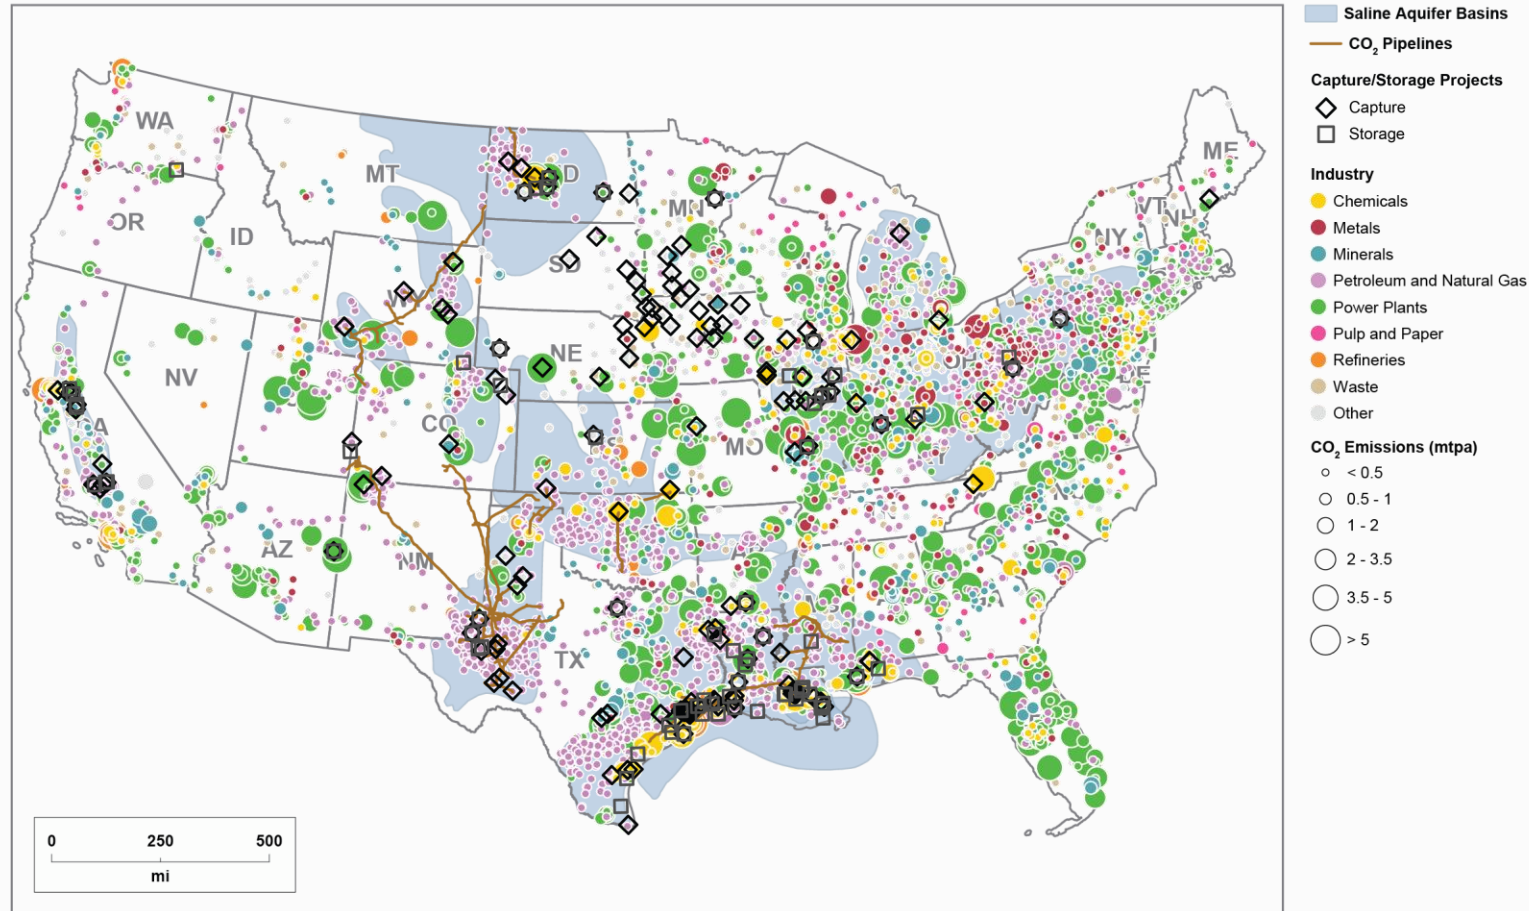 WA
MT
ME
OR
ID
MN
VT
NH
NY
SD
WY
NE
NV
OH
DE
CO
MO
AZ
NM
TX
0 250 500
mi
Saline Aquifer Basins
CO2 Pipelines
Capture/Storage Projects
Capture
Storage
Industry
Chemicals
Metals
Minerals
Petroleum and Natural Gas
Power Plants
Pulp and Paper
Refineries
Waste
Other
CO2 Emissions (mtpa)
< 0.5
0.5 - 1
1 - 2
2 - 3.5
3.5 - 5
> 5